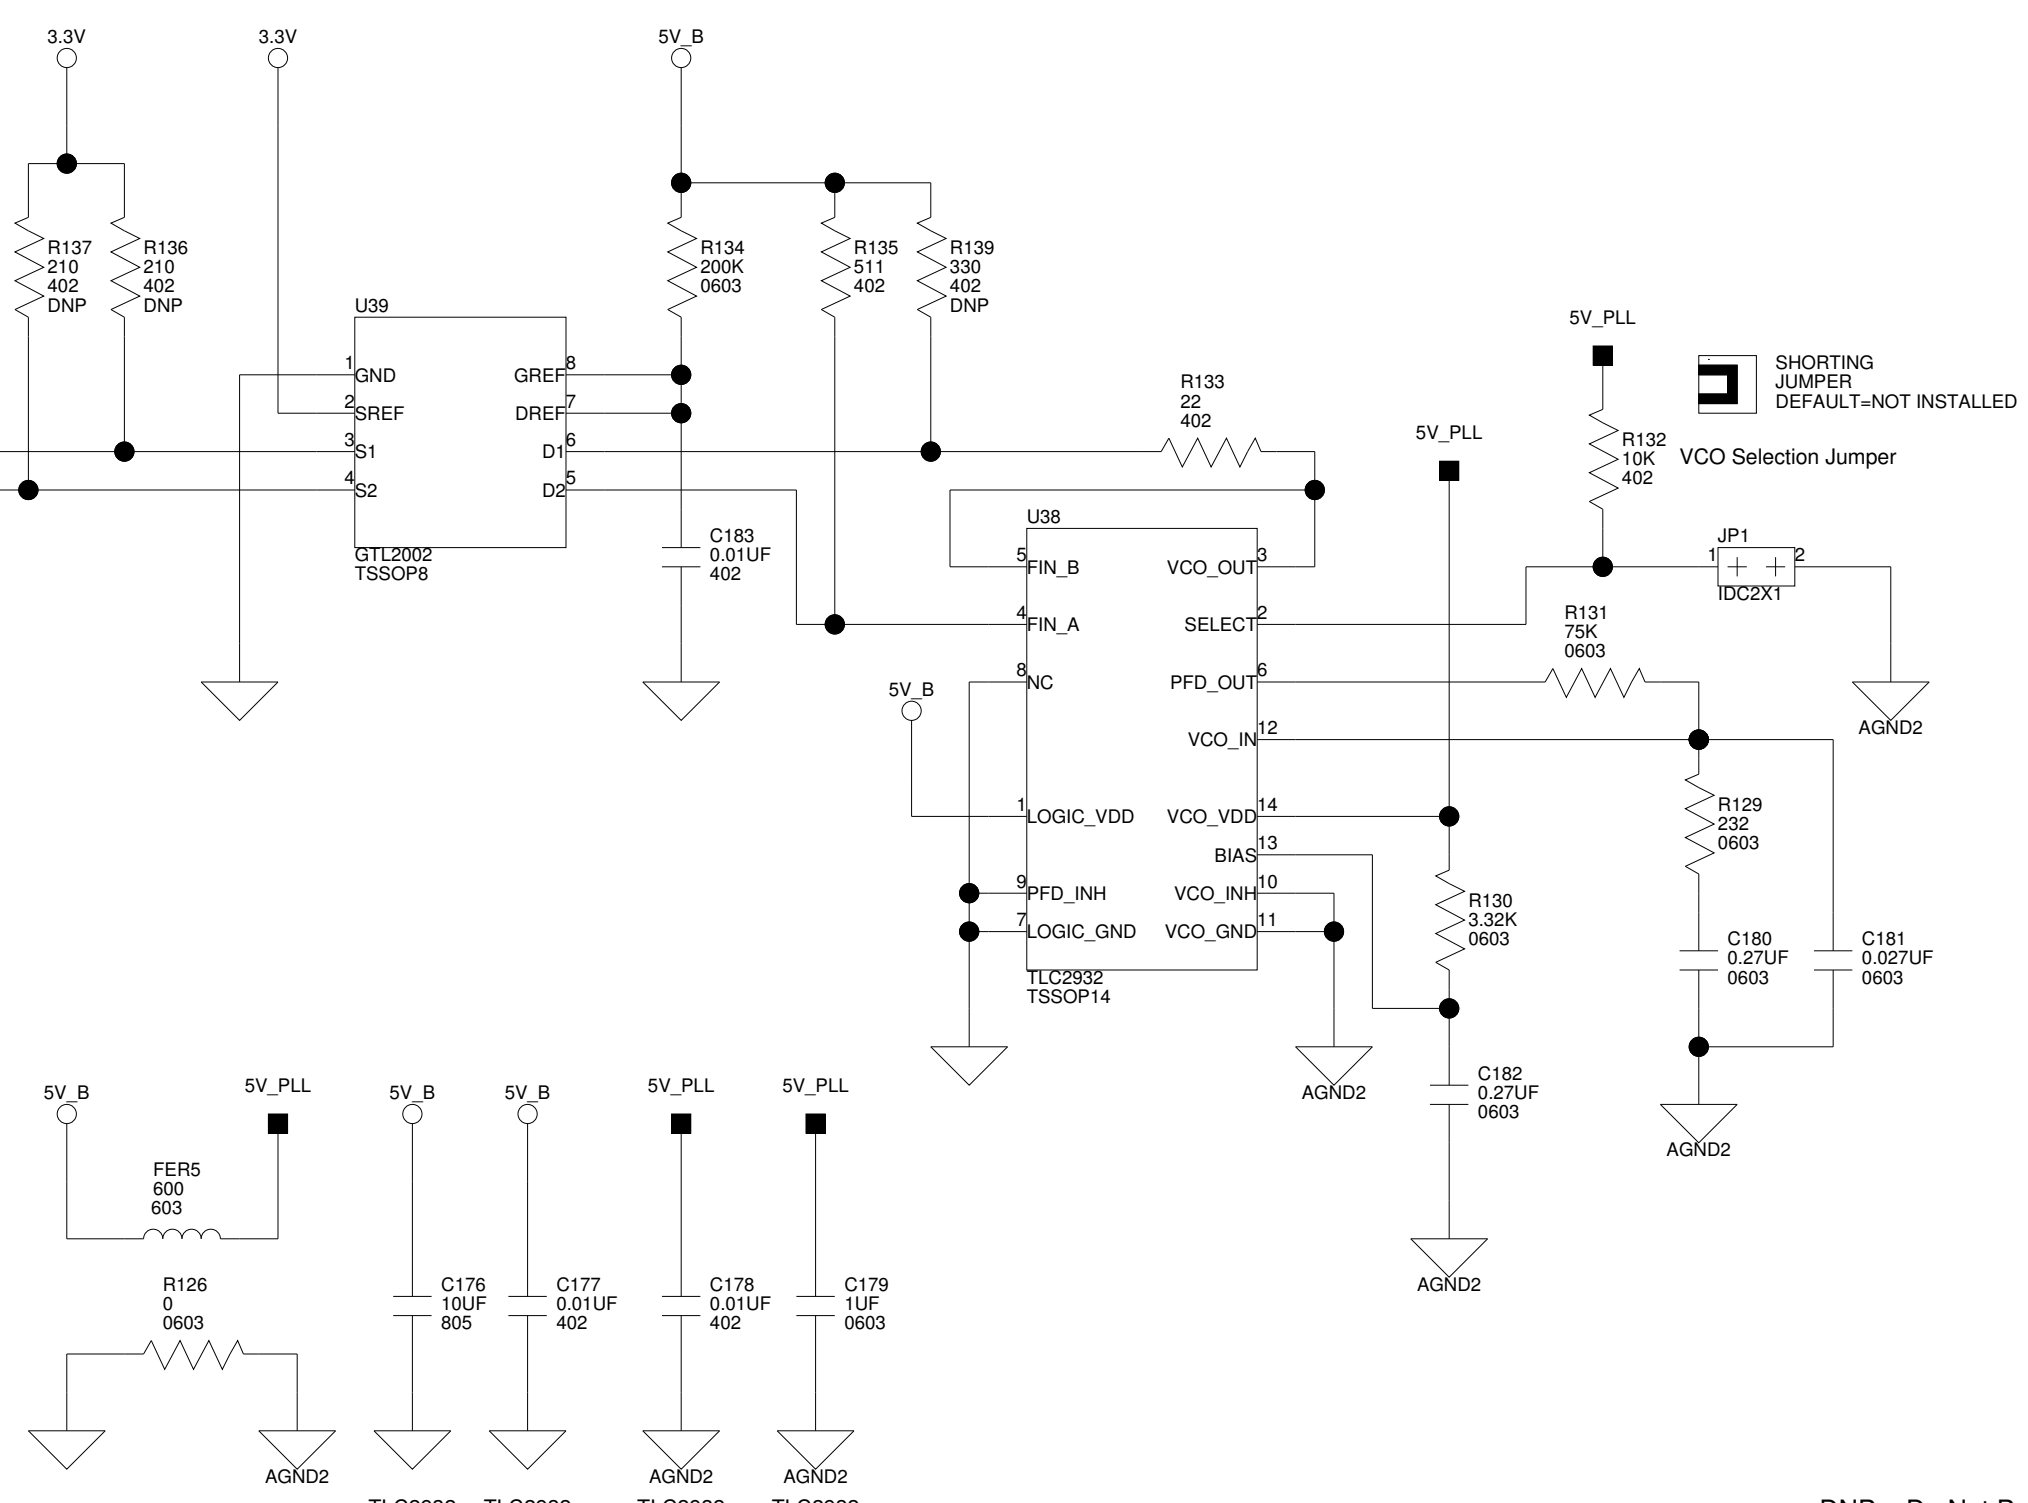 3.3V
3.3V
5V_B
R137
210
402
DNP
R136
210
402
DNP
R134
200K
0603
R135
511
402
R139
330
402
DNP
U39
1
GND
2
SREF
3
S1
4
S2
GREF
8
DREF
7
D1
6
D2
5
GTL2002
TSSOP8
C183
0.01UF
402
R133
22
402
5V_PLL
5V_PLL
SHORTING
JUMPER
DEFAULT=NOT INSTALLED
R132
10K
402
VCO Selection Jumper
JP1
1
2
IDC2X1
AGND2
R131
75K
0603
U38
5
FIN_B
4
FIN_A
8
NC
5V_B
1
LOGIC_VDD
9
PFD_INH
7
LOGIC_GND
VCO_OUT
3
SELECT
2
PFD_OUT
6
VCO_IN
12
VCO_VDD
14
BIAS
13
VCO_INH
10
VCO_GND
11
TLC2932
TSSOP14
AGND2
R130
3.32K
0603
C182
0.27UF
0603
AGND2
R129
232
0603
C180
0.27UF
0603
C181
0.027UF
0603
AGND2
5V_B
5V_PLL
FER5
600
603
R126
0
0603
AGND2
5V_B
C176
10UF
805
5V_B
C177
0.01UF
402
5V_PLL
C178
0.01UF
402
AGND2
5V_PLL
C179
1UF
0603
AGND2